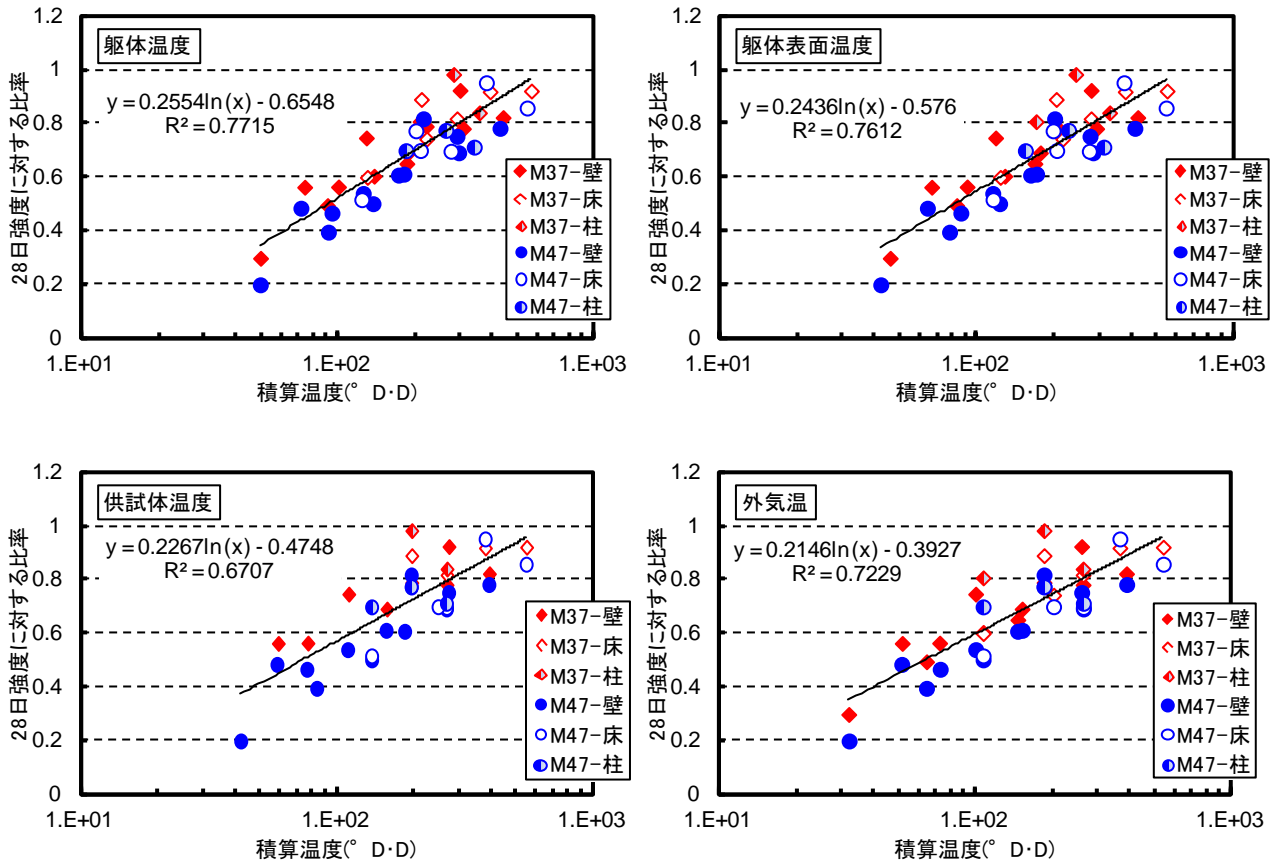 躯体温度
y = 0.2554ln(x) - 0.6548
R² = 0.7715
28日強度に対する比率
1.2
1
0.8
0.6
0.4
0.2
0
1.E+01
1.E+02
1.E+03
積算温度(°D・D)
M37-壁
M37-床
M37-柱
M47-壁
M47-床
M47-柱
躯体表面温度
y = 0.2436ln(x) - 0.576
R² = 0.7612
28日強度に対する比率
1.2
1
0.8
0.6
0.4
0.2
0
1.E+01
1.E+02
1.E+03
積算温度(°D・D)
M37-壁
M37-床
M37-柱
M47-壁
M47-床
M47-柱
供試体温度
y = 0.2267ln(x) - 0.4748
R² = 0.6707
28日強度に対する比率
1.2
1
0.8
0.6
0.4
0.2
0
1.E+01
1.E+02
1.E+03
積算温度(°D・D)
M37-壁
M37-床
M37-柱
M47-壁
M47-床
M47-柱
外気温
y = 0.2146ln(x) - 0.3927
R² = 0.7229
28日強度に対する比率
1.2
1
0.8
0.6
0.4
0.2
0
1.E+01
1.E+02
1.E+03
積算温度(°D・D)
M37-壁
M37-床
M37-柱
M47-壁
M47-床
M47-柱